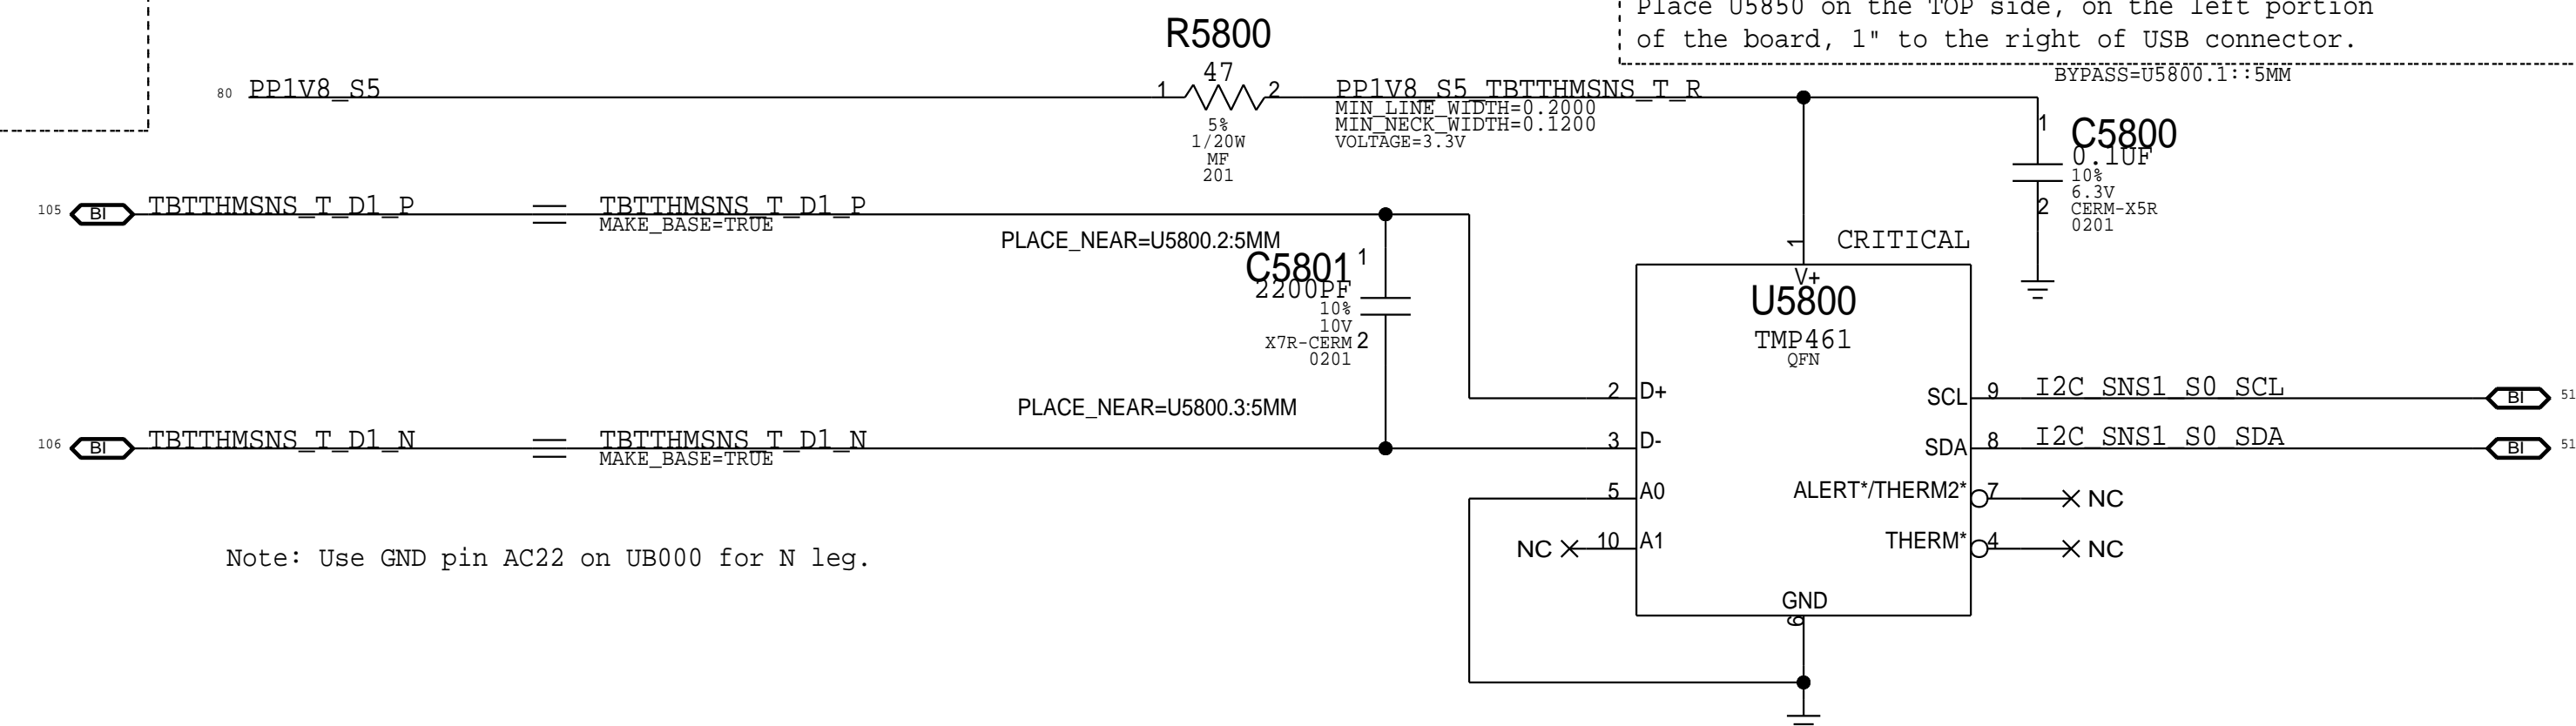 Place U5850 on the TOP side, on the left portion
of the board, 1" to the right of USB connector.
BYPASS=U5800.1::5MM
R5800
47
80 PP1V8_S5
1
2
PP1V8_S5_TBTTHMSNS_T_R
MIN_LINE_WIDTH=0.2000
MIN_NECK_WIDTH=0.1200
VOLTAGE=3.3V
5%
1/20W
MF
201
1
C5800
0.1UF
10%
6.3V
2
CERM-X5R
0201
105 BI TBTTHMSNS_T_D1_P
TBTTHMSNS_T_D1_P
MAKE_BASE=TRUE
PLACE_NEAR=U5800.2:5MM
C5801
1
2200PF
10%
10V
X7R-CERM
2
0201
PLACE_NEAR=U5800.3:5MM
106 BI TBTTHMSNS_T_D1_N
TBTTHMSNS_T_D1_N
MAKE_BASE=TRUE
1
CRITICAL
V+
U5800
TMP461
QFN
2 D+
3 D-
5 A0
NC 10 A1
SCL 9 I2C_SNS1_S0_SCL BI 51
SDA 8 I2C_SNS1_S0_SDA BI 51
ALERT*/THERM2* 7 NC
THERM* 4 NC
GND
6
Note: Use GND pin AC22 on UB000 for N leg.